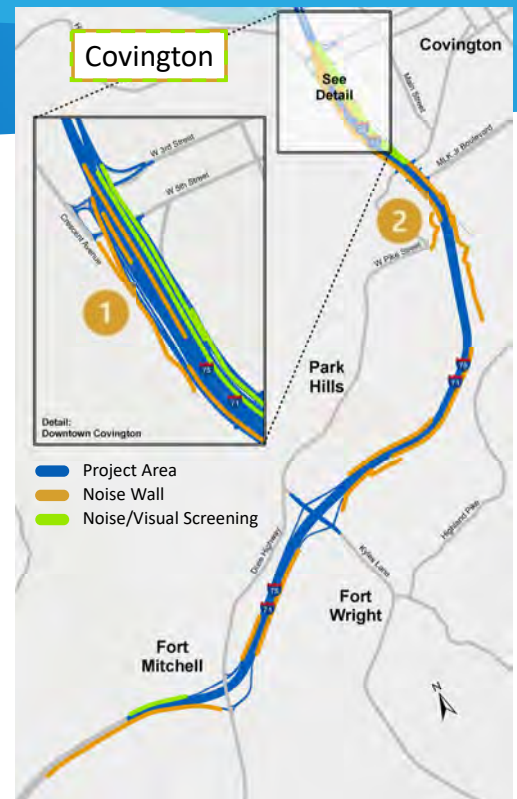 Covington
Covington
See
Detail
Main Street
MLK Jr Boulevard
W 3rd Street
W 5th Street
Crescent Avenue
1
75
71
Detail:
Downtown Covington
2
W Pike Street
Park
Hills
75
71
Project Area
Noise Wall
Noise/Visual Screening
Dixie Highway
Kyles Lane
Highland Pike
Fort
Wright
75
71
Fort
Mitchell
N